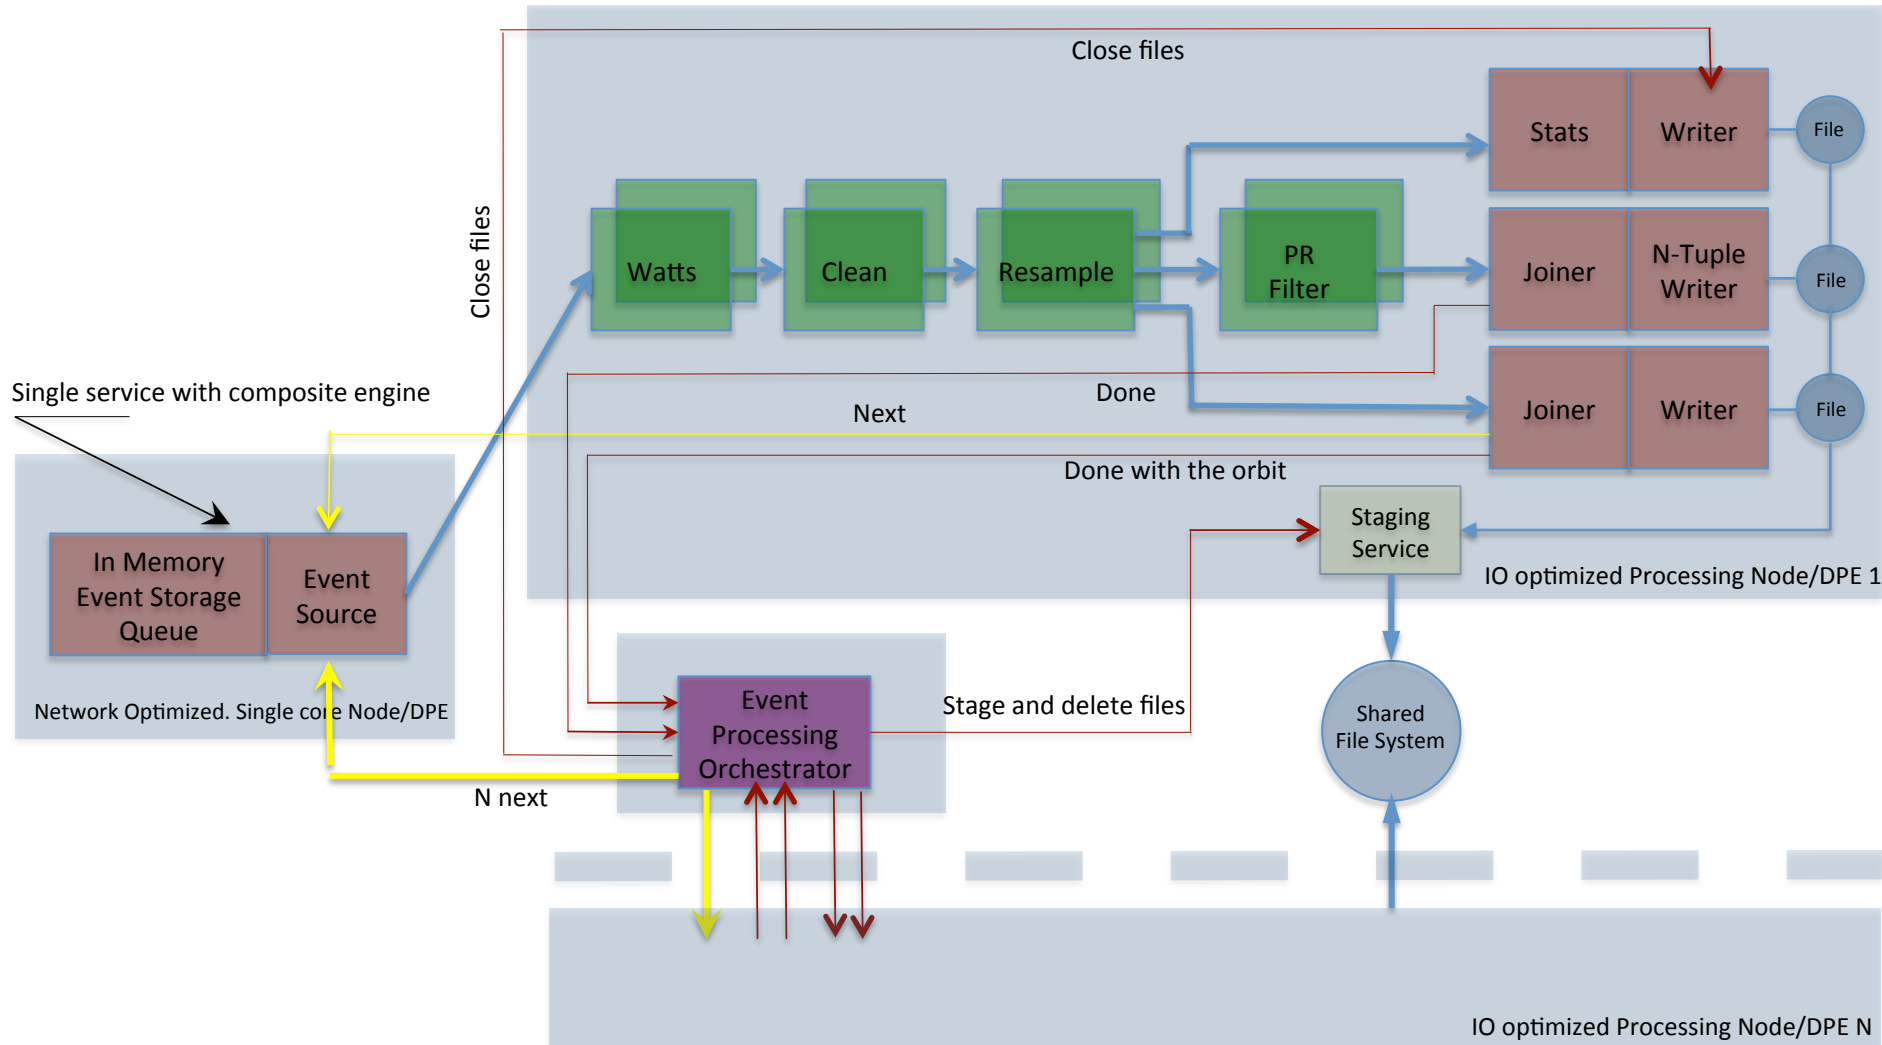 Close files
Stats
Writer
File
Close files
Watts
Clean
Resample
PR
Filter
Joiner
N-Tuple
Writer
File
Single service with composite engine
Done
Next
Joiner
Writer
File
Done with the orbit
Staging
Service
In Memory
Event Storage
Queue
Event
Source
IO optimized Processing Node/DPE 1
Network Optimized. Single core Node/DPE
Event
Processing
Orchestrator
Stage and delete files
Shared
File System
N next
IO optimized Processing Node/DPE N